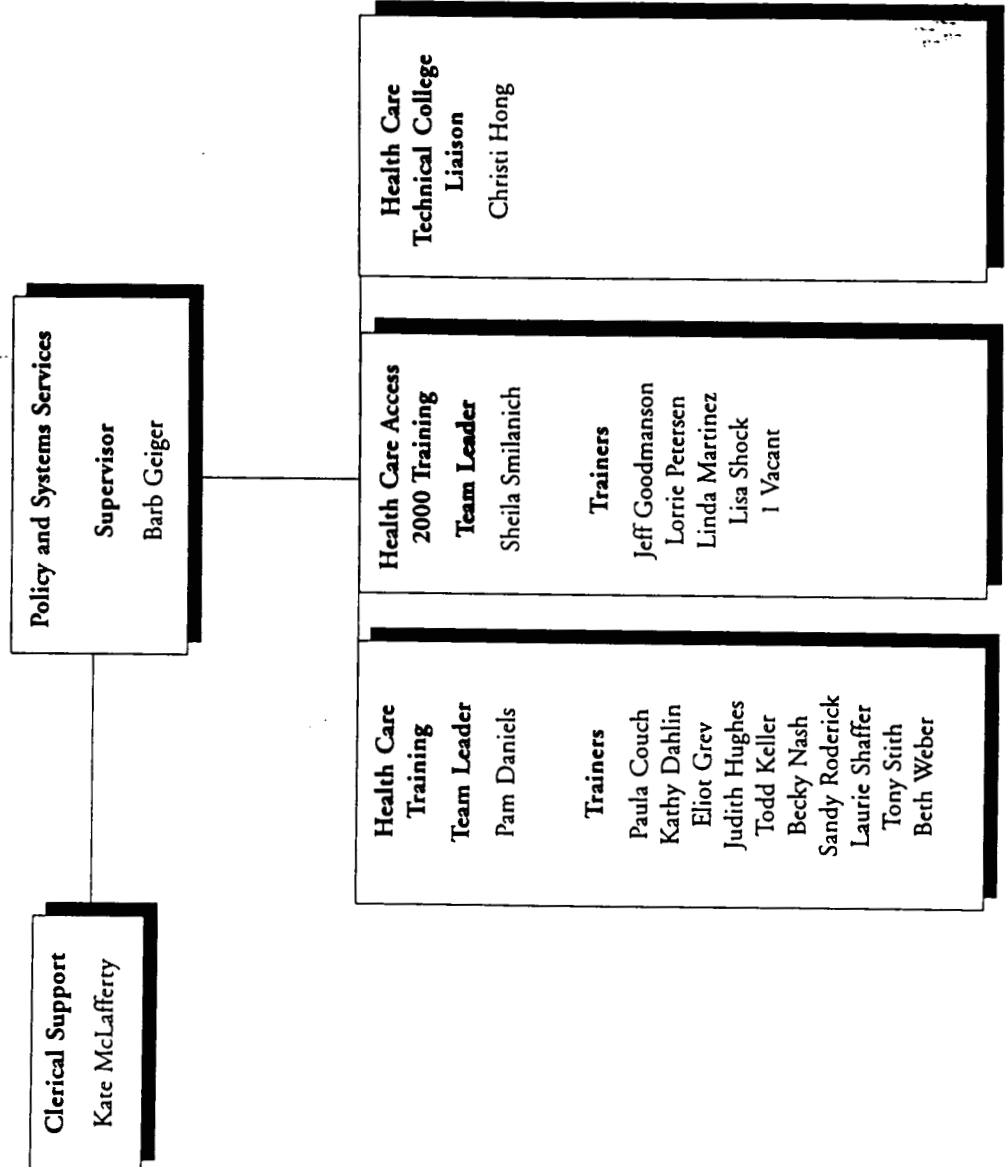 Policy and Systems Services
Supervisor
Barb Geiger
Clerical Support
Kate McLafferty
Health Care
Training
Team Leader
Pam Daniels
Trainers
Paula Couch
Kathy Dahlin
Eliot Grev
Judith Hughes
Todd Keller
Becky Nash
Sandy Roderick
Laurie Shaffer
Tony Stith
Beth Weber
Health Care Access
2000 Training
Team Leader
Sheila Smilanich
Trainers
Jeff Goodmanson
Lorrie Petersen
Linda Martinez
Lisa Shock
1 Vacant
Health Care
Technical College
Liaison
Christi Hong